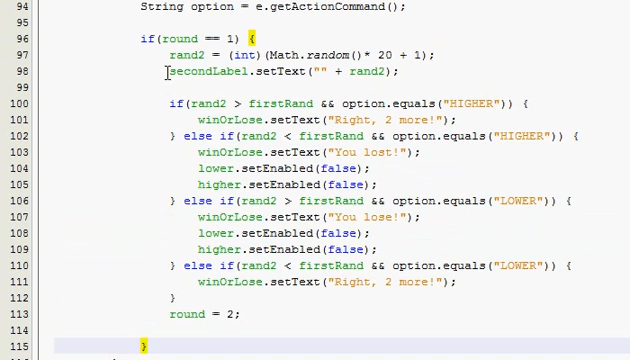 94 String option = e.getActionCommand();
95
96 if(round == 1) {
97 rand2 = (int)(Math.random()* 20 + 1);
98 secondLabel.setText("" + rand2);
99
100 if(rand2 > firstRand && option.equals("HIGHER")) {
101 winOrLose.setText("Right, 2 more!");
102 } else if(rand2 < firstRand && option.equals("HIGHER")) {
103 winOrLose.setText("You lost!");
104 lower.setEnabled(false);
105 higher.setEnabled(false);
106 } else if(rand2 > firstRand && option.equals("LOWER")) {
107 winOrLose.setText("You lose!");
108 lower.setEnabled(false);
109 higher.setEnabled(false);
110 } else if(rand2 < firstRand && option.equals("LOWER")) {
111 winOrLose.setText("Right, 2 more!");
112 }
113 round = 2;
114
115 }